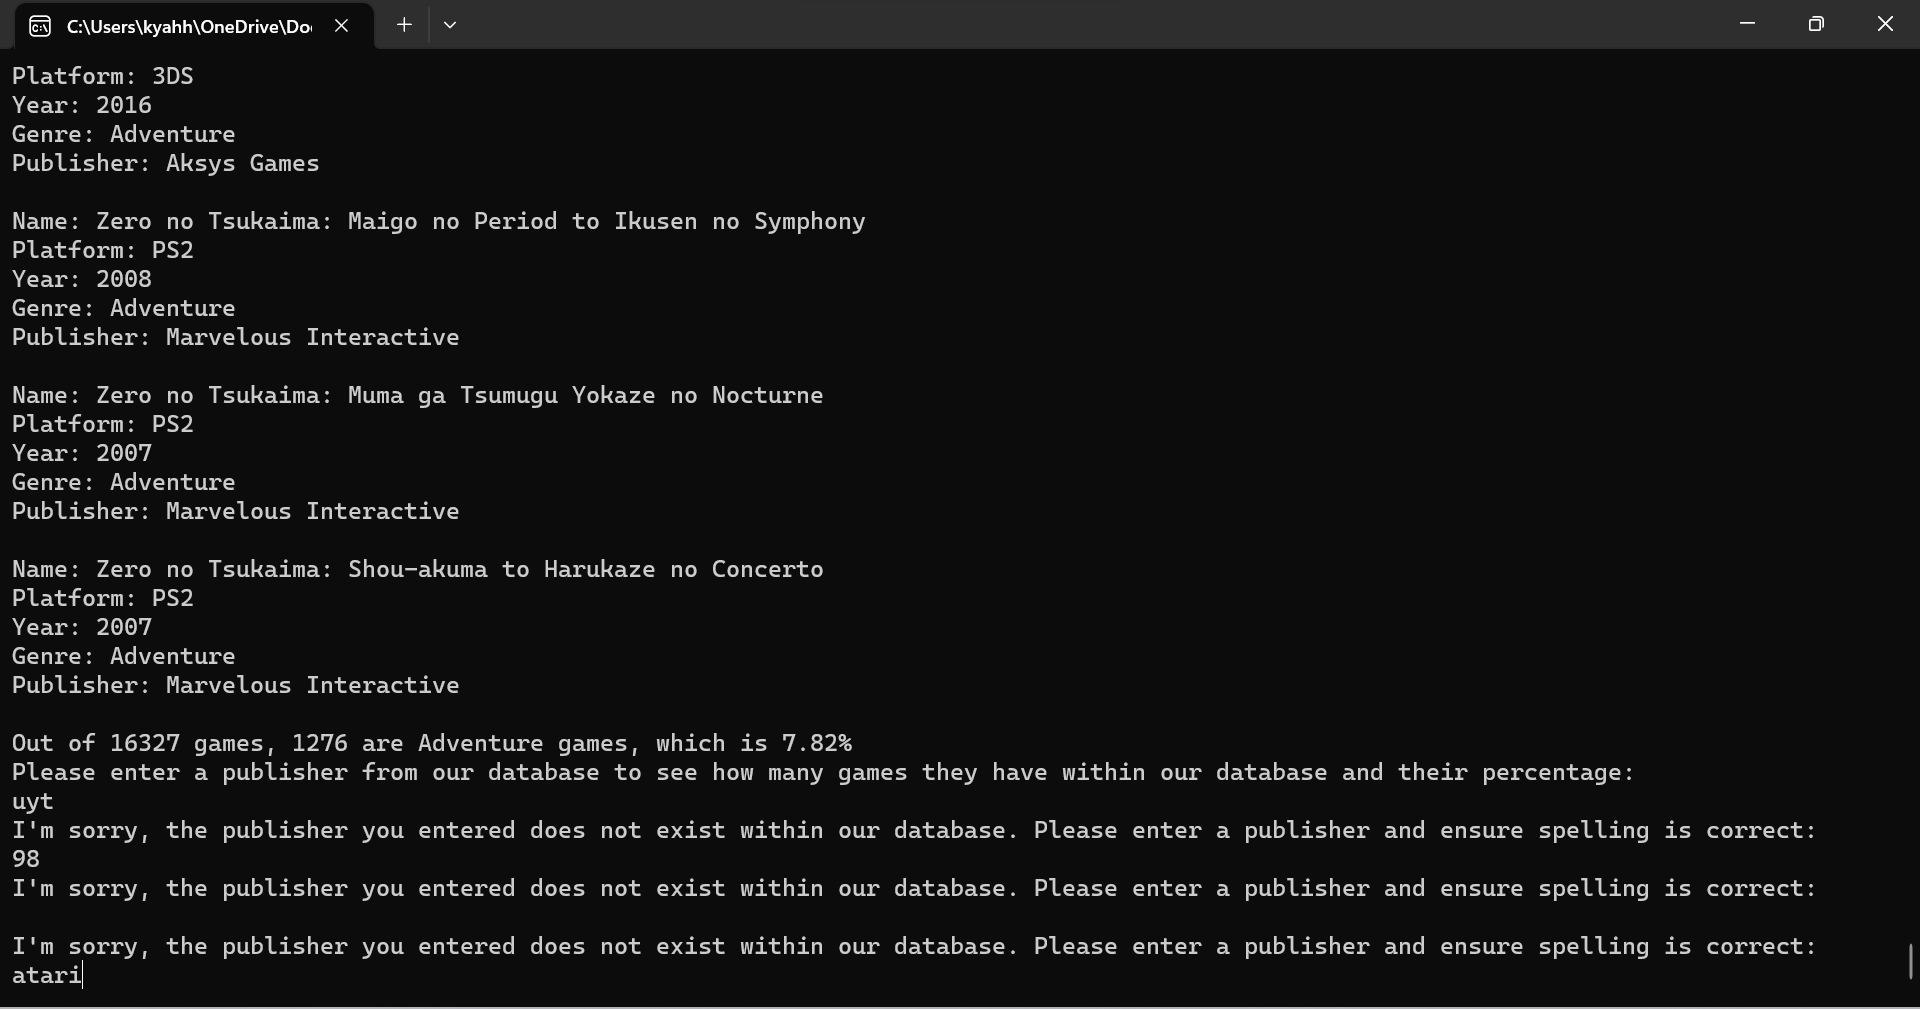 C:\Users\kyahh\OneDrive\Do
Platform: 3DS
Year: 2016
Genre: Adventure
Publisher: Aksys Games
Name: Zero no Tsukaima: Maigo no Period to Ikusen no Symphony
Platform: PS2
Year: 2008
Genre: Adventure
Publisher: Marvelous Interactive
Name: Zero no Tsukaima: Muma ga Tsumugu Yokaze no Nocturne
Platform: PS2
Year: 2007
Genre: Adventure
Publisher: Marvelous Interactive
Name: Zero no Tsukaima: Shou-akuma to Harukaze no Concerto
Platform: PS2
Year: 2007
Genre: Adventure
Publisher: Marvelous Interactive
Out of 16327 games, 1276 are Adventure games, which is 7.82%
Please enter a publisher from our database to see how many games they have within our database and their percentage:
uyt
I'm sorry, the publisher you entered does not exist within our database. Please enter a publisher and ensure spelling is correct:
98
I'm sorry, the publisher you entered does not exist within our database. Please enter a publisher and ensure spelling is correct:
I'm sorry, the publisher you entered does not exist within our database. Please enter a publisher and ensure spelling is correct:
atari